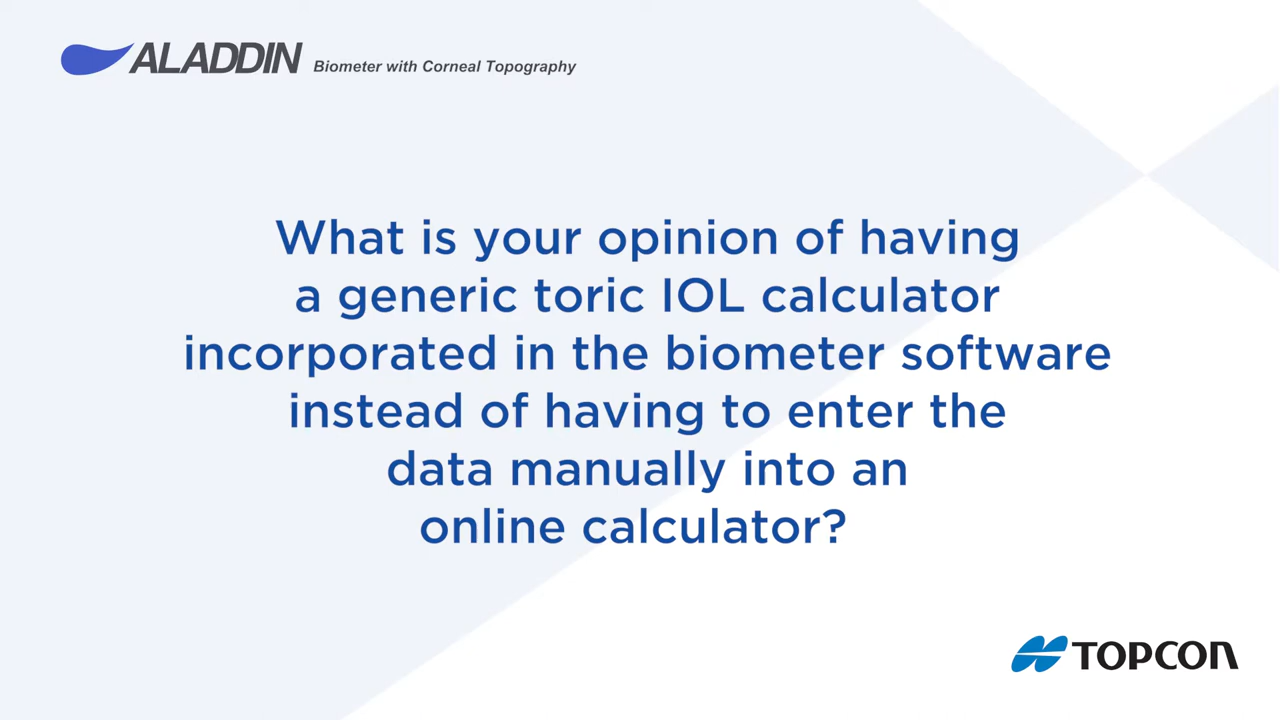 ALADDIN Biometer with Corneal Topography
What is your opinion of having
a generic toric IOL calculator
incorporated in the biometer software
instead of having to enter the
data manually into an
online calculator?
TOPCON